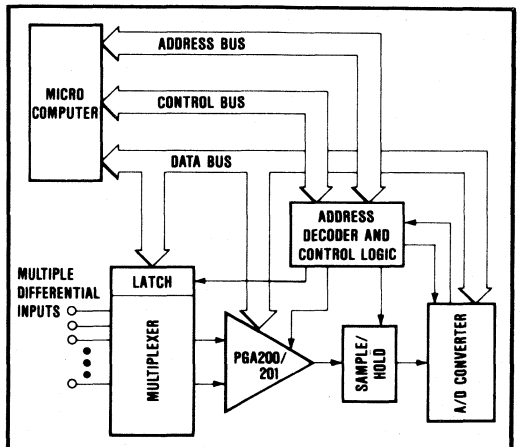 ADDRESS BUS
MICRO
COMPUTER
CONTROL BUS
DATA BUS
ADDRESS
DECODER AND
CONTROL LOGIC
MULTIPLE
DIFFERENTIAL
INPUTS
LATCH
MULTIPLEXER
PGA200/
201
SAMPLE/
HOLD
A/D CONVERTER